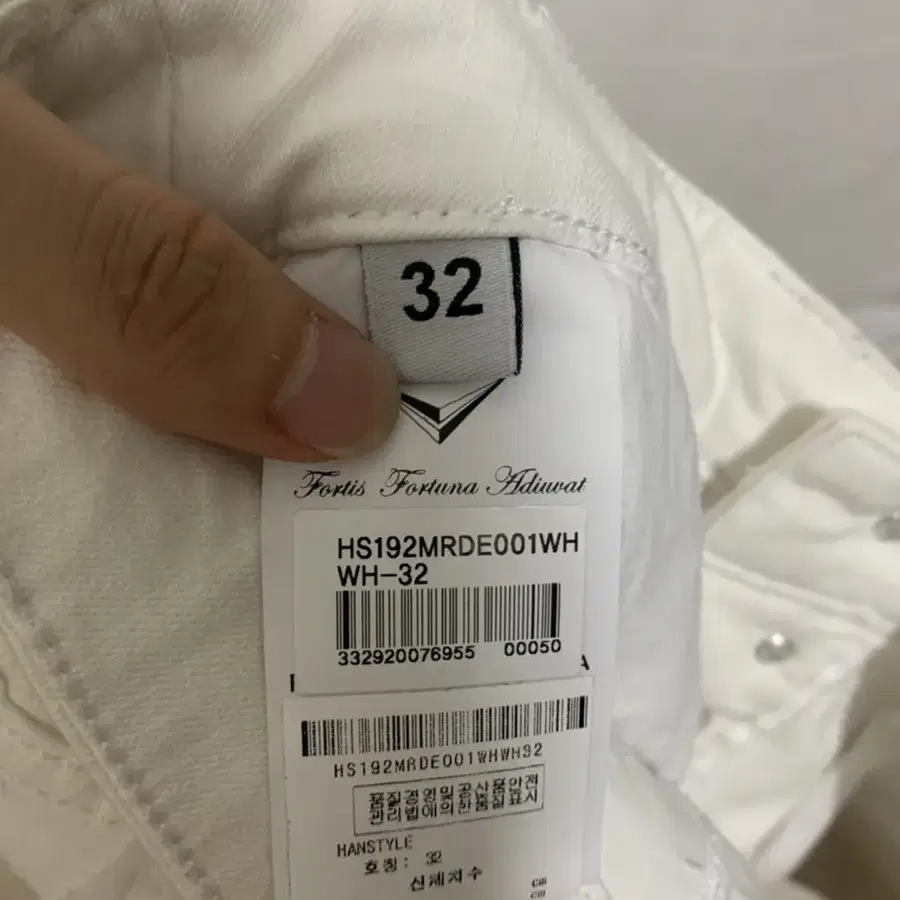 32
Fortis Fortuna Adiuvat
HS192MRDE001WH
WH-32
332920076955 00050
A
HS192MRDE001WHWH32
품질경영및공산품안전
관리법에의한품질표시
HANSTYLE
호칭: 32
신체치수
cm
cm